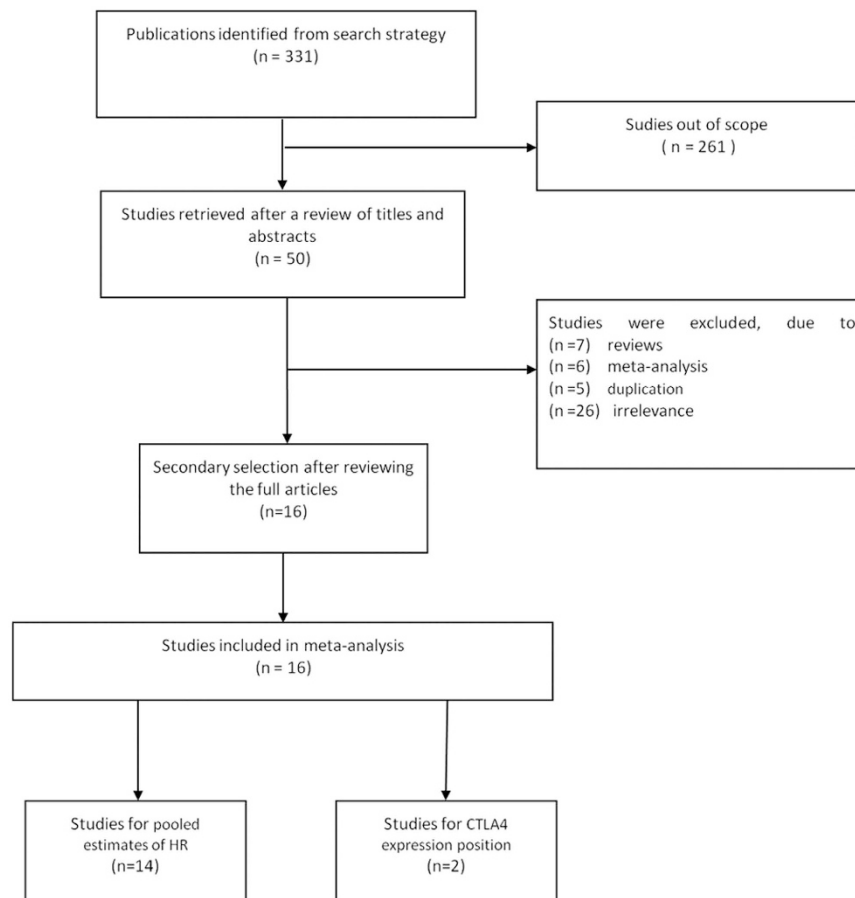 Publications identified from search strategy
(n = 331)
Sudies out of scope
( n = 261 )
Studies retrieved after a review of titles and
abstracts
(n = 50)
Studies were excluded, due to
(n =7) reviews
(n =6) meta-analysis
(n =5) duplication
(n =26) irrelevance
Secondary selection after reviewing
the full articles
(n=16)
Studies included in meta-analysis
(n = 16)
Studies for pooled
estimates of HR
(n=14)
Studies for CTLA4
expression position
(n=2)